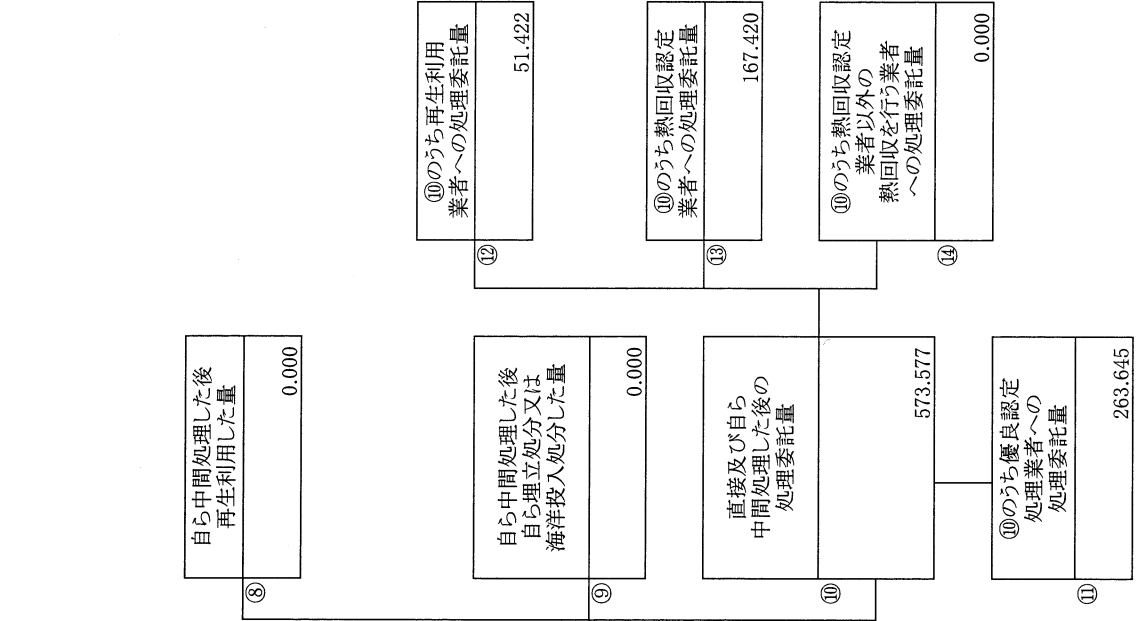 ⑧
自ら中間処理した後
再生利用した量
0.000
⑨
自ら中間処理した後
自ら埋立処分又は
海洋投入処分した量
0.000
⑩
直接及び自ら
中間処理した後の
処理委託量
573.577
⑪
⑩のうち優良認定
処理業者への
処理委託量
263.645
⑫
⑩のうち再生利用
業者への処理委託量
51.422
⑬
⑩のうち熱回収認定
業者への処理委託量
167.420
⑭
⑩のうち熱回収認定
業者以外の
熱回収を行う業者
への処理委託量
0.000